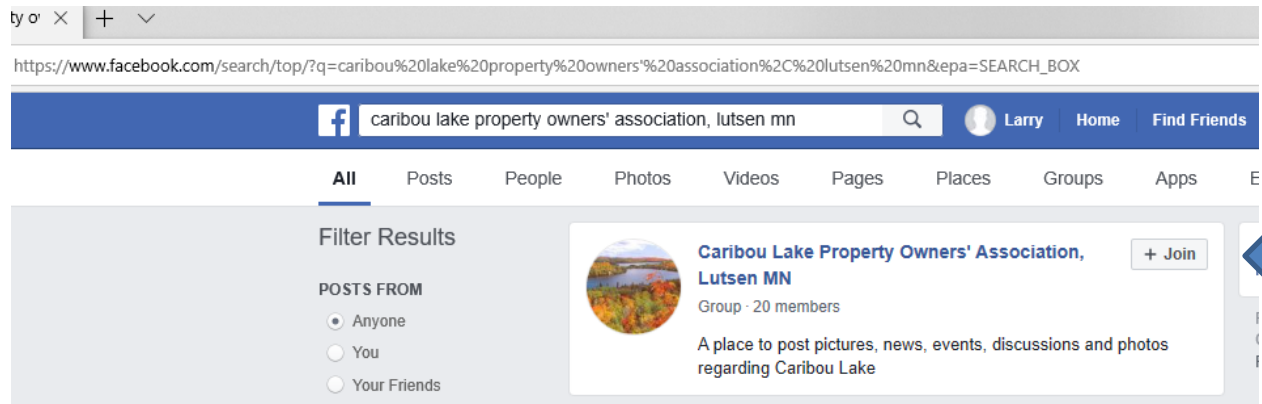 ty o'
https://www.facebook.com/search/top/?q=caribou%20lake%20property%20owners'%20association%2C%20lutsen%20mn&epa=SEARCH_BOX
caribou lake property owners' association, lutsen mn Larry Home Find Friends
All Posts People Photos Videos Pages Places Groups Apps E
Filter Results
POSTS FROM
Anyone
You
Your Friends
Caribou Lake Property Owners' Association,
Lutsen MN
+ Join
Group · 20 members
A place to post pictures, news, events, discussions and photos
regarding Caribou Lake